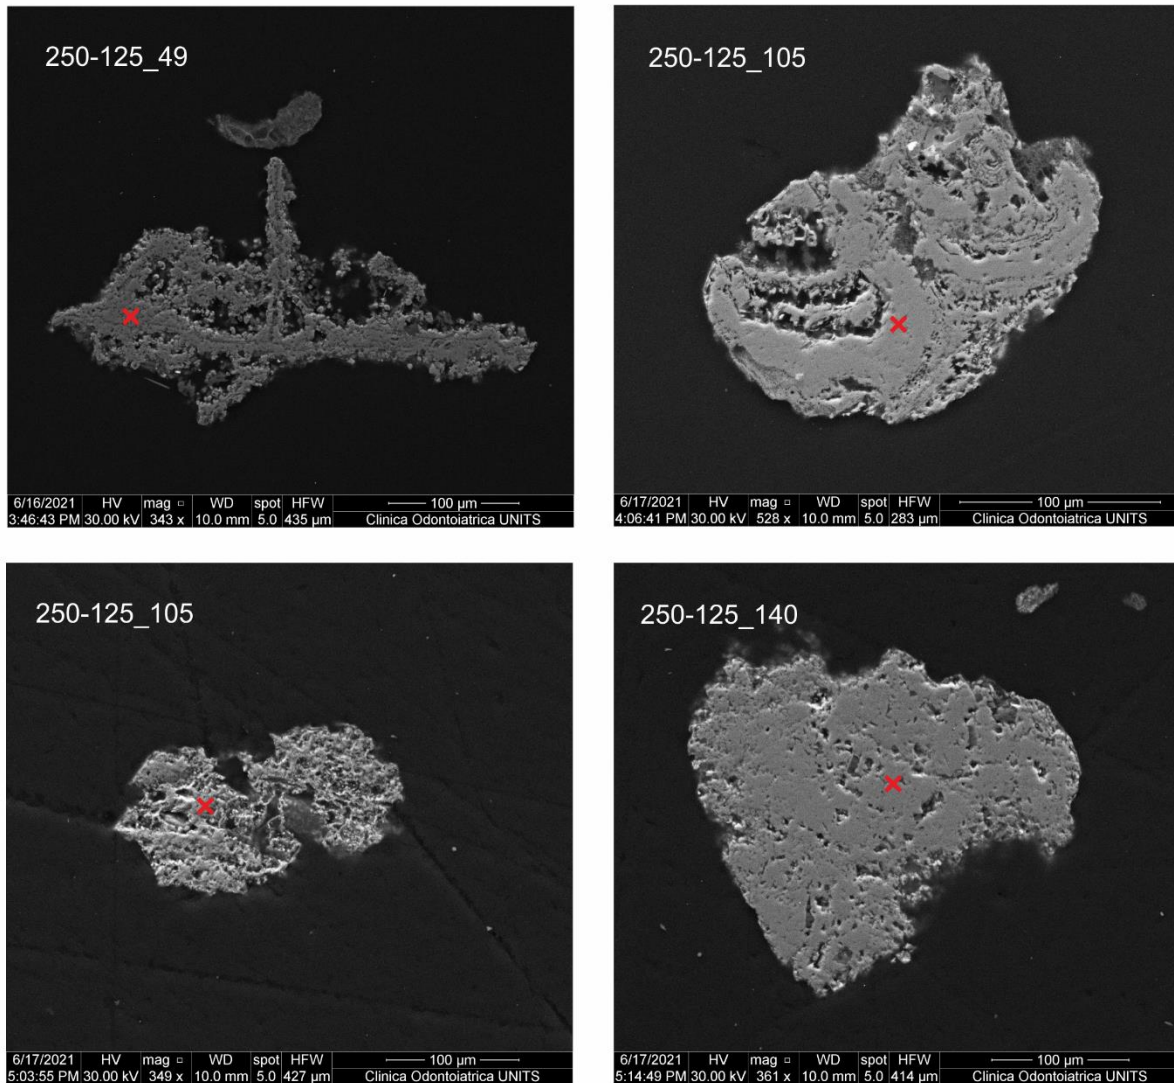 250-125_49
6/16/2021 HV mag □ WD spot HFW 100 µm
3:46:43 PM 30.00 kV 343 x 10.0 mm 5.0 435 µm Clinica Odontoiatrica UNITS
250-125_105
6/17/2021 HV mag □ WD spot HFW 100 µm
4:06:41 PM 30.00 kV 528 x 10.0 mm 5.0 283 µm Clinica Odontoiatrica UNITS
250-125_105
6/17/2021 HV mag □ WD spot HFW 100 µm
5:03:55 PM 30.00 kV 349 x 10.0 mm 5.0 427 µm Clinica Odontoiatrica UNITS
250-125_140
6/17/2021 HV mag □ WD spot HFW 100 µm
5:14:49 PM 30.00 kV 361 x 10.0 mm 5.0 414 µm Clinica Odontoiatrica UNITS